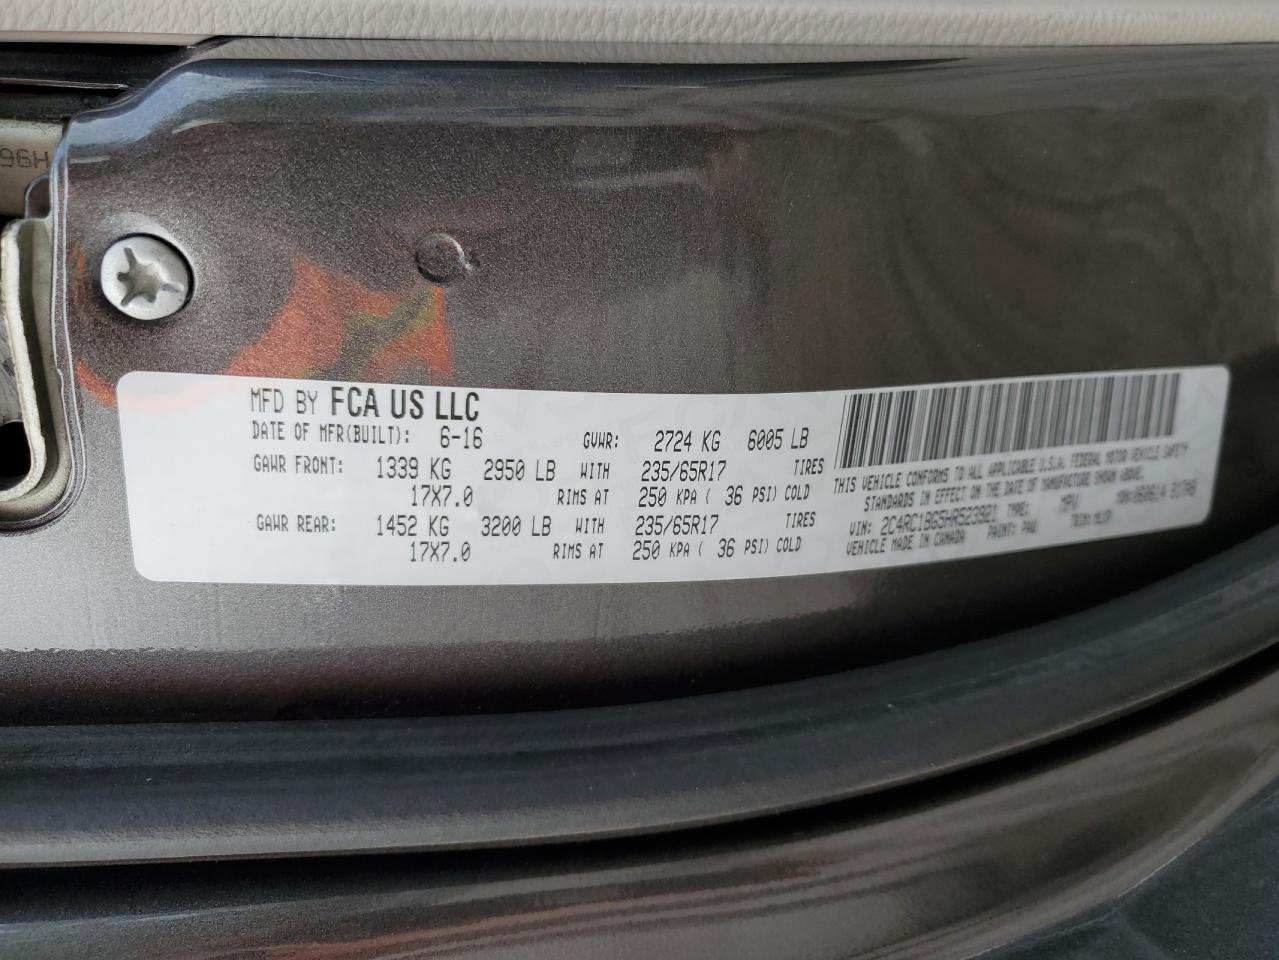 96H
MFD BY FCA US LLC
DATE OF MFR(BUILT): 6-16 GVWR: 2724 KG 6005 LB
GAWR FRONT: 1339 KG 2950 LB WITH 235/65R17 TIRES
17X7.0 RIMS AT 250 KPA ( 36 PSI) COLD
GAWR REAR: 1452 KG 3200 LB WITH 235/65R17 TIRES
17X7.0 RIMS AT 250 KPA ( 36 PSI) COLD
THIS VEHICLE CONFORMS TO ALL APPLICABLE U.S.A. FEDERAL MOTOR VEHICLE SAFETY
STANDARDS IN EFFECT ON THE DATE OF MANUFACTURE SHOWN ABOVE.
VIN: 2C4RC1BG5HR523921 TYPE: MPV
VEHICLE MADE IN CANADA PAINT: PAU TRIM: